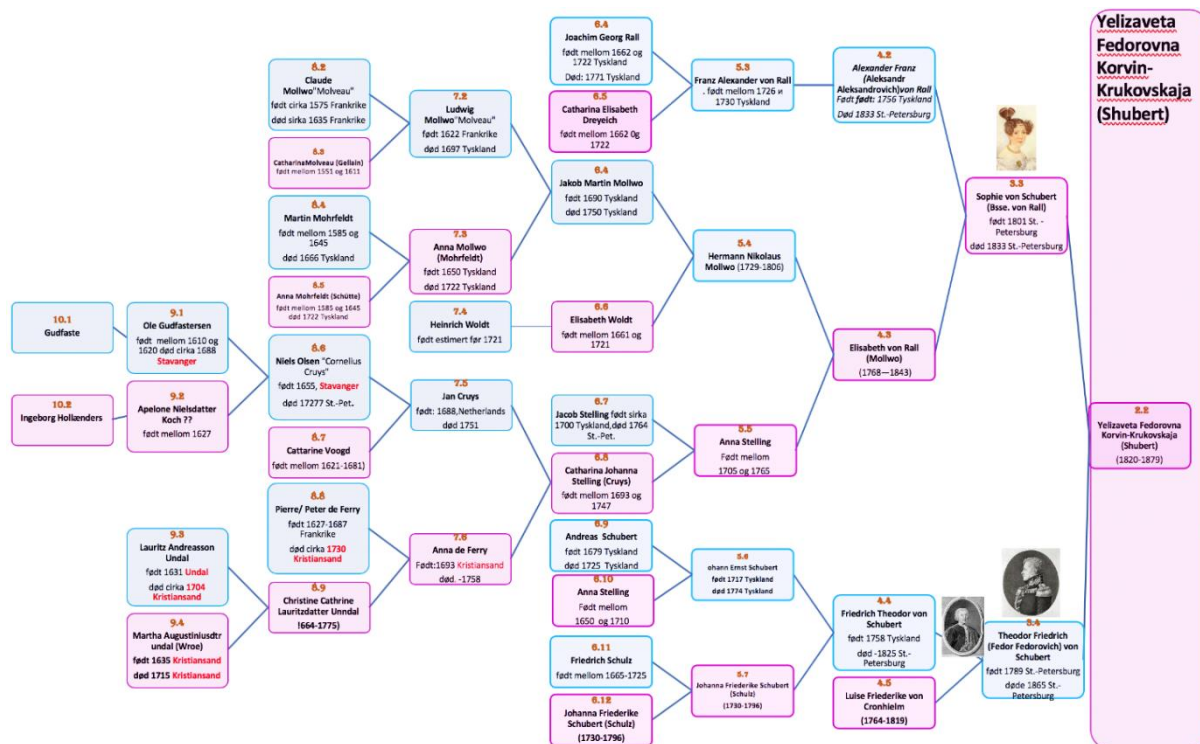 Yelizaveta
Fedorovna
Korvin-
Krukovskaja
(Shubert)
10.1
Gudfaste
10.2
Ingeborg Hollænders
9.1
Ole Gudfastersen
født mellom 1610 og
1620 død cirka 1688
Stavanger
9.2
Apelone Nielsdatter
Koch ??
født mellom 1627
9.3
Lauritz Andreasson
Undal
født 1631 Undal
død cirka 1704
Kristiansand
9.4
Martha Augustiniusdtr
undal (Wroe)
født 1635 Kristiansand
død 1715 Kristiansand
8.2
Claude
Mollwo"Molveau"
født cirka 1575 Frankrike
død sirka 1635 Frankrike
8.3
CatharinaMolveau (Gellain)
født mellom 1551 og 1611
8.4
Martin Mohrfeldt
født mellom 1585 og
1645
død 1666 Tyskland
8.5
Anna Mohrfeldt (Schütte)
født mellom 1585 og 1645
død 1722 Tyskland
8.6
Niels Olsen "Cornelius
Cruys"
født 1655, Stavanger
død 17277 St.-Pet.
8.7
Cattarine Voogd
født mellom 1621-1681)
8.8
Pierre/ Peter de Ferry
født 1627-1687
Frankrike
død cirka 1730
Kristiansand
8.9
Christine Cathrine
Lauritzdatter Unndal
!664-1775)
7.2
Ludwig
Mollwo"Molveau"
født 1622 Frankrike
død 1697 Tyskland
7.3
Anna Mollwo
(Mohrfeldt)
født 1650 Tyskland
død 1722 Tyskland
7.4
Heinrich Woldt
født estimert før 1721
7.5
Jan Cruys
født: 1688,Netherlands
død 1751
7.6
Anna de Ferry
Født:1693 Kristiansand
død. -1758
6.4
Joachim Georg Rall
født mellom 1662 og
1722 Tyskland
Død: 1771 Tyskland
6.5
Catharina Elisabeth
Dreyeich
født mellom 1662 0g
1722
6.4
Jakob Martin Mollwo
født 1690 Tyskland
død 1750 Tyskland
6.6
Elisabeth Woldt
født mellom 1661 og
1721
6.7
Jacob Stelling født sirka
1700 Tyskland,død 1764
St.-Pet.
6.8
Catharina Johanna
Stelling (Cruys)
født mellom 1693 og
1747
6.9
Andreas Schubert
født 1679 Tyskland
død 1725 Tyskland
6.10
Anna Stelling
Født mellom
1650 og 1710
6.11
Friedrich Schulz
født mellom 1665-1725
6.12
Johanna Friederike
Schubert (Schulz)
(1730-1796)
5.3
Franz Alexander von Rall
. født mellom 1726 и
1730 Tyskland
5.4
Hermann Nikolaus
Mollwo (1729-1806)
5.5
Anna Stelling
Født mellom
1705 og 1765
5.6
ohann Ernst Schubert
født 1717 Tyskland
død 1774 Tyskland
5.7
Johanna Friederike Schubert
(Schulz)
(1730-1796)
4.2
Alexander Franz
(Aleksandr
Aleksandrovich)von Rall
Født født: 1756 Tyskland
Død 1833 St.-Petersburg
4.3
Elisabeth von Rall
(Mollwo)
(1768—1843)
4.4
Friedrich Theodor von
Schubert
født 1758 Tyskland
død -1825 St.-
Petersburg
4.5
Luise Friederike von
Cronhielm
(1764-1819)
3.3
Sophie von Schubert
(Bsse. von Rall)
født 1801 St. -
Petersburg
død 1833 St.-Petersburg
3.4
Theodor Friedrich
(Fedor Fedorovich) von
Schubert
født 1789 St.-Petersburg
døde 1865 St.-
Petersburg
2.2
Yelizaveta Fedorovna
Korvin-Krukovskaja
(Shubert)
(1820-1879)